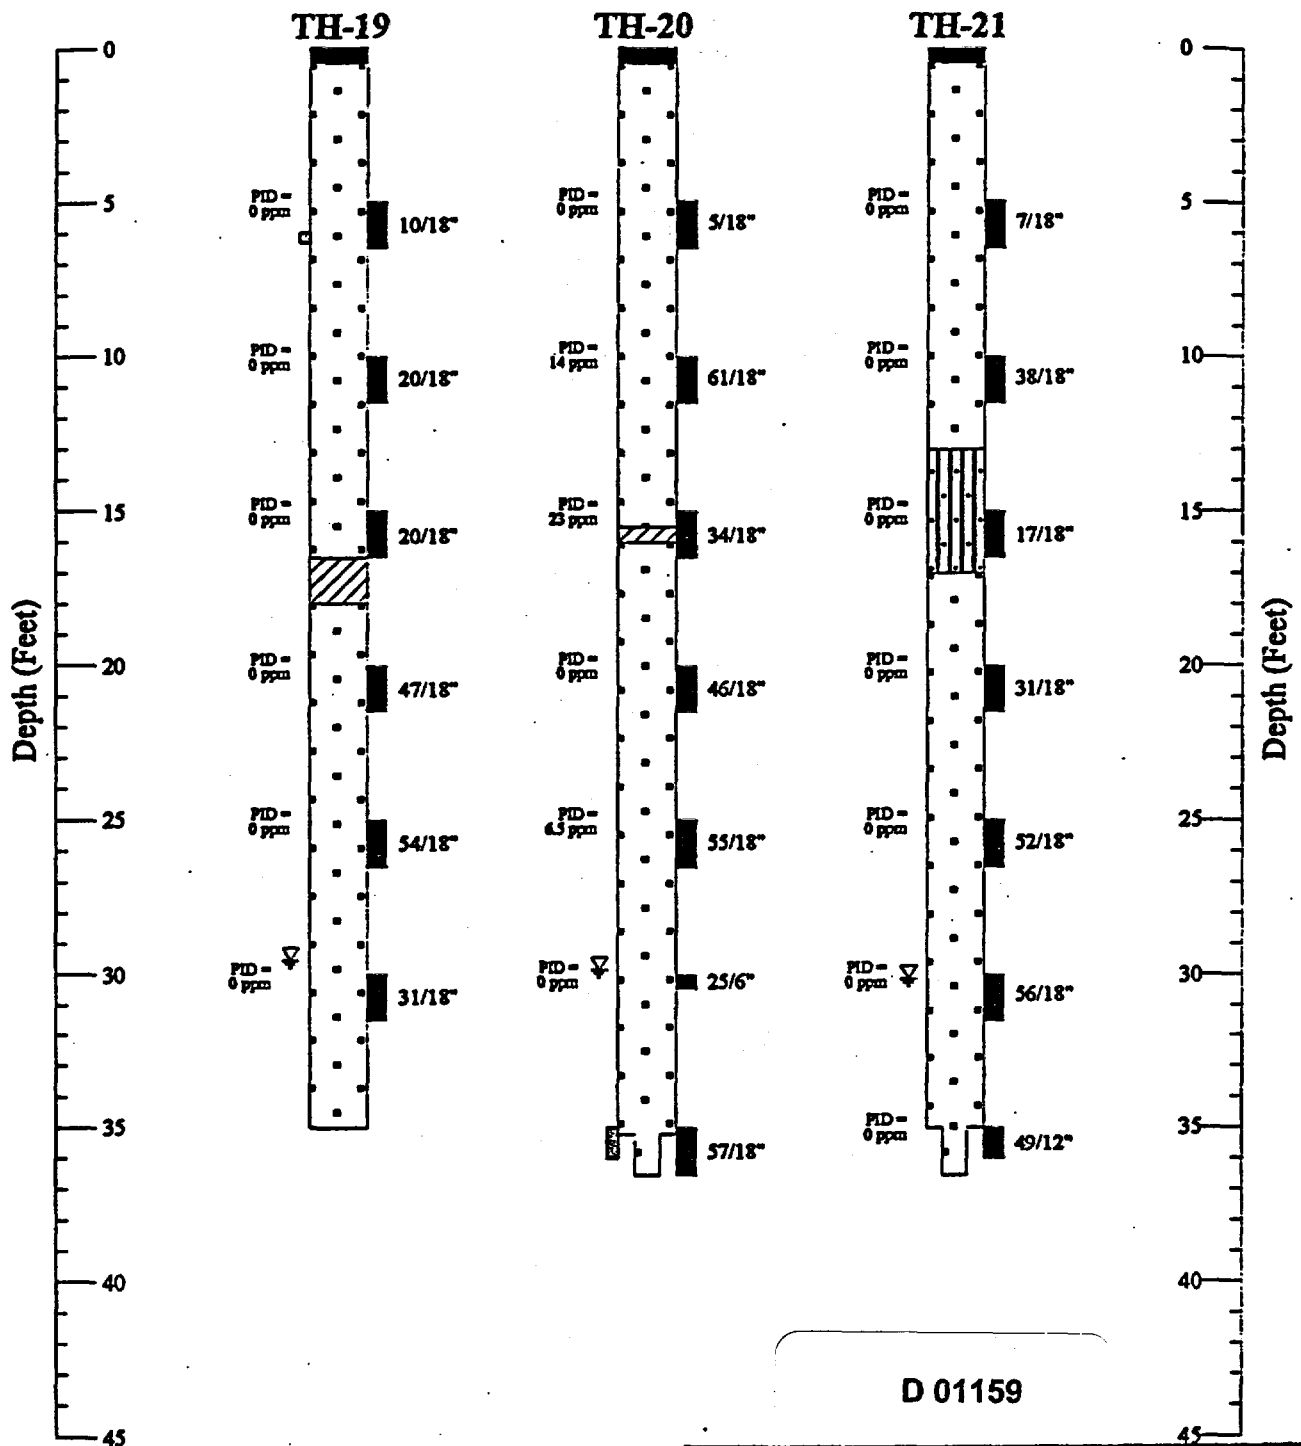 TH-19 TH-20 TH-21
0 0
PID = PID = PID =
0 ppm 0 ppm 0 ppm
5 10/18" 5/18" 7/18" 5
PID = PID = PID =
0 ppm 14 ppm 0 ppm
10 20/18" 61/18" 38/18" 10
PID = PID = PID =
0 ppm 23 ppm 0 ppm
15 20/18" 34/18" 17/18" 15
Depth (Feet) Depth (Feet)
PID = PID = PID =
0 ppm 0 ppm 0 ppm
20 47/18" 46/18" 31/18" 20
PID = PID = PID =
0 ppm ppm 0 ppm
25 54/18" 55/18" 52/18" 25
PID = PID = PID =
0 ppm 0 ppm 0 ppm
30 31/18" 25/6" 56/18" 30
PID =
0 ppm
35 57/18" 49/12" 35
40 40
D 01159
45 45